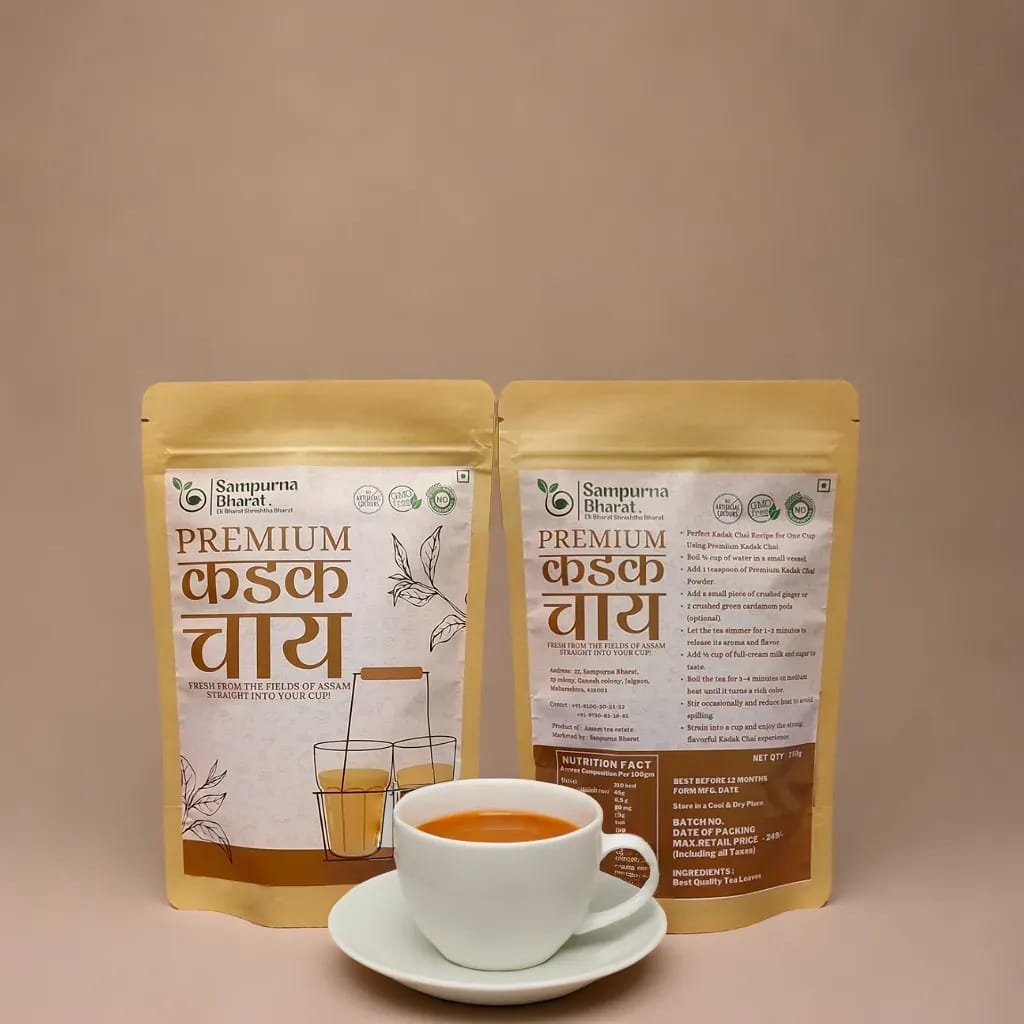 Sampurna
Bharat.
Ek Bharat Shreshtha Bharat
NO
ARTIFICIAL
COLOURS
GMO
free
NO
PREMIUM
कडक
चाय
FRESH FROM THE FIELDS OF ASSAM
STRAIGHT INTO YOUR CUP!
Sampurna
Bharat.
Ek Bharat Shreshtha Bharat
NO
ARTIFICIAL
COLOURS
GMO
free
NO
PREMIUM
कडक
चाय
FRESH FROM THE FIELDS OF ASSAM
STRAIGHT INTO YOUR CUP!
Sampurna Bharat,
colony, Ganesh colony, Jalgaon,
Maharashtra, 425001
Product of : Assam tea estate
Marketed by : Sampurna Bharat
• Perfect Kadak Chai Recipe for One Cup
Using Premium Kadak Chai
• Boil cup of water in a small vessel.
• Add 1 teaspoon of Premium Kadak Chai
Powder.
• Add a small piece of crushed ginger or
• 2 crushed green cardamom pods
(optional).
• Let the tea simmer for 1-2 minutes to
release its aroma and flavor.
• Add cup of full-cream milk and sugar to
taste.
• Boil the tea for 3-4 minutes on medium
heat until it turns a rich color.
• Stir occasionally and reduce heat to avoid
spilling.
• Strain into a cup and enjoy the strong,
flavorful Kadak Chai experience.
NUTRITION FACT
Approx Composition Per 100gm
NET QTY : 250g
BEST BEFORE 12 MONTHS
FORM MFG. DATE
Store in a Cool & Dry Place
BATCH NO.
DATE OF PACKING
MAX.RETAIL PRICE - 249/-
(Including all Taxes)
INGREDIENTS :
Best Quality Tea Leaves